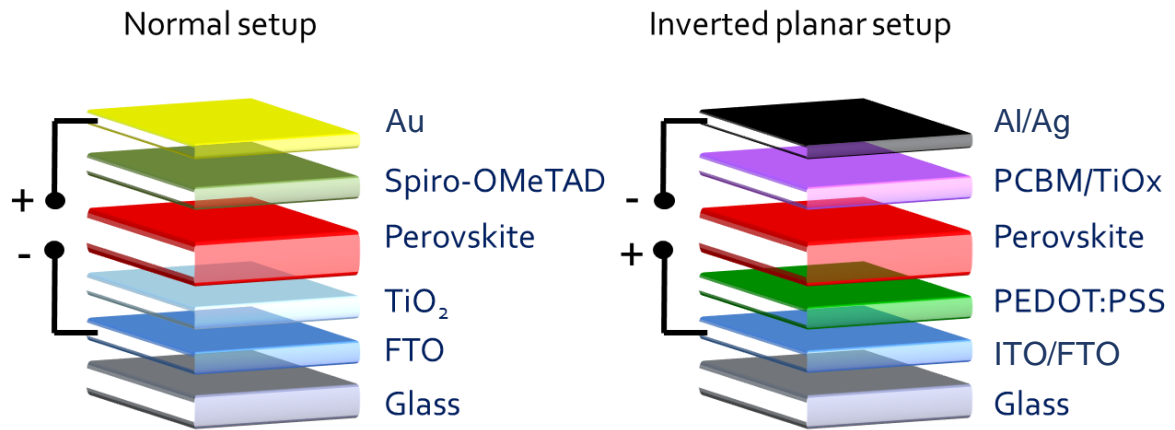 Normal setup
Au
Spiro-OMeTAD
Perovskite
TiO₂
FTO
Glass
+
-
Inverted planar setup
Al/Ag
PCBM/TiOx
Perovskite
PEDOT:PSS
ITO/FTO
Glass
-
+